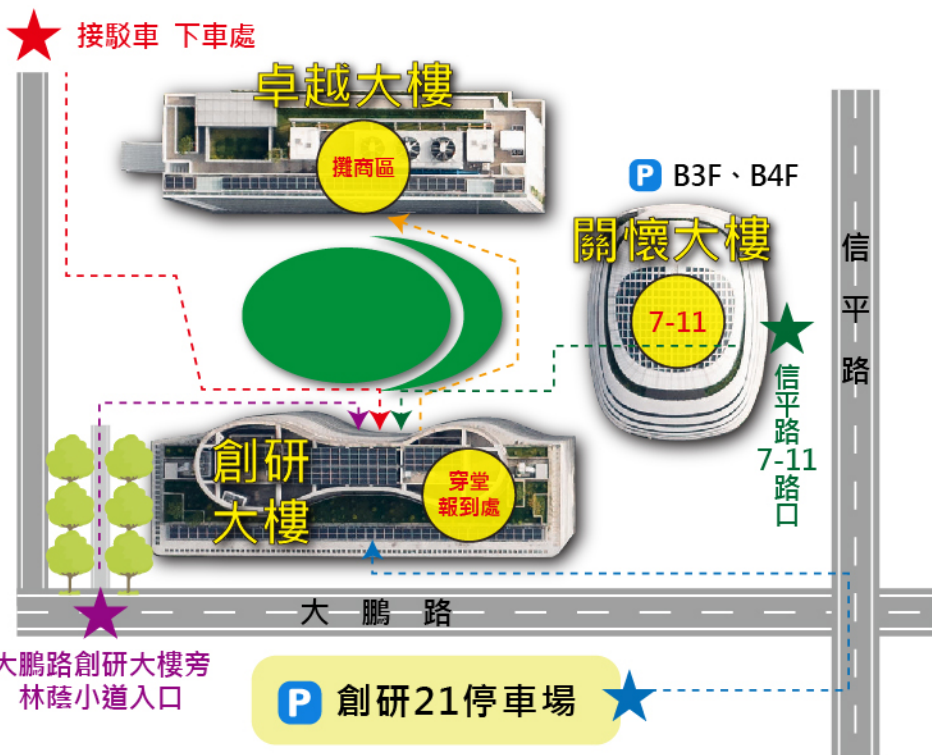 接駁車 下車處
卓越大樓
攤商區
P B3F、B4F
關懷大樓
7-11
信平路
信平路
7-11
路口
創研
大樓
穿堂
報到處
大鵬路
大鵬路創研大樓旁
林蔭小道入口
P 創研21停車場